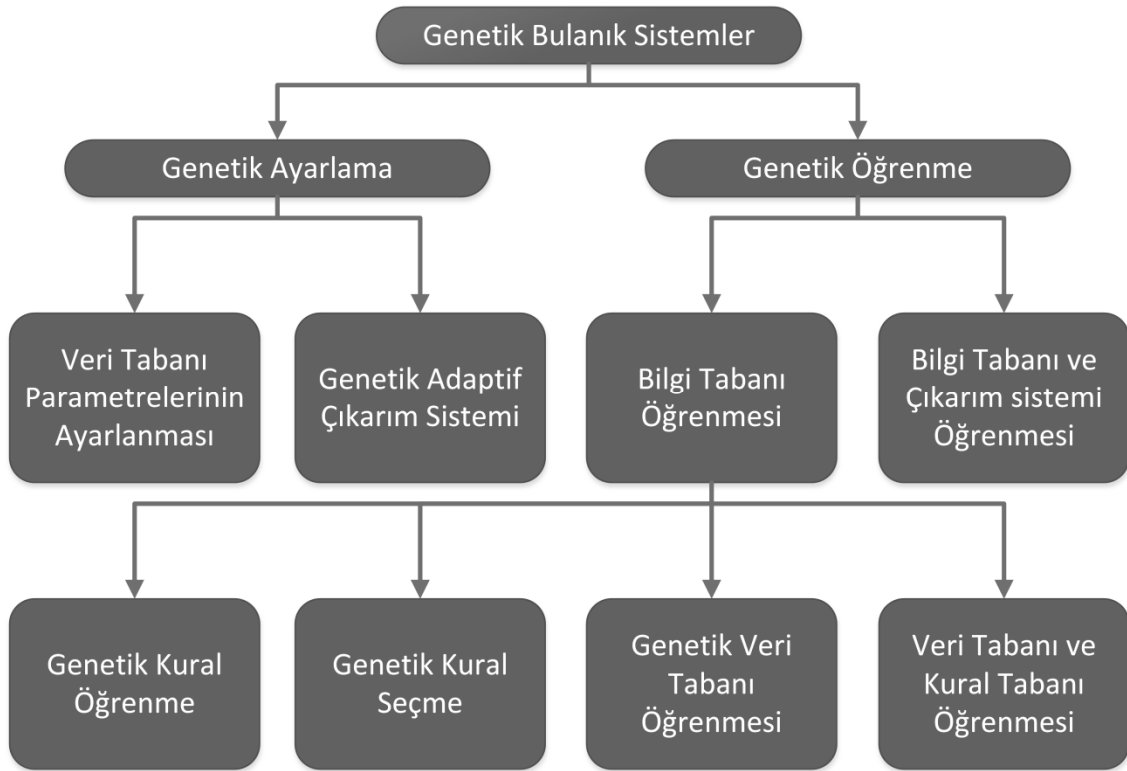 Genetik Bulanık Sistemler
Genetik Ayarlama
Genetik Öğrenme
Veri Tabanı
Parametrelerinin
Ayarlanması
Genetik Adaptif
Çıkarım Sistemi
Bilgi Tabanı
Öğrenmesi
Bilgi Tabanı ve
Çıkarım sistemi
Öğrenmesi
Genetik Kural
Öğrenme
Genetik Kural
Seçme
Genetik Veri
Tabanı
Öğrenmesi
Veri Tabanı ve
Kural Tabanı
Öğrenmesi